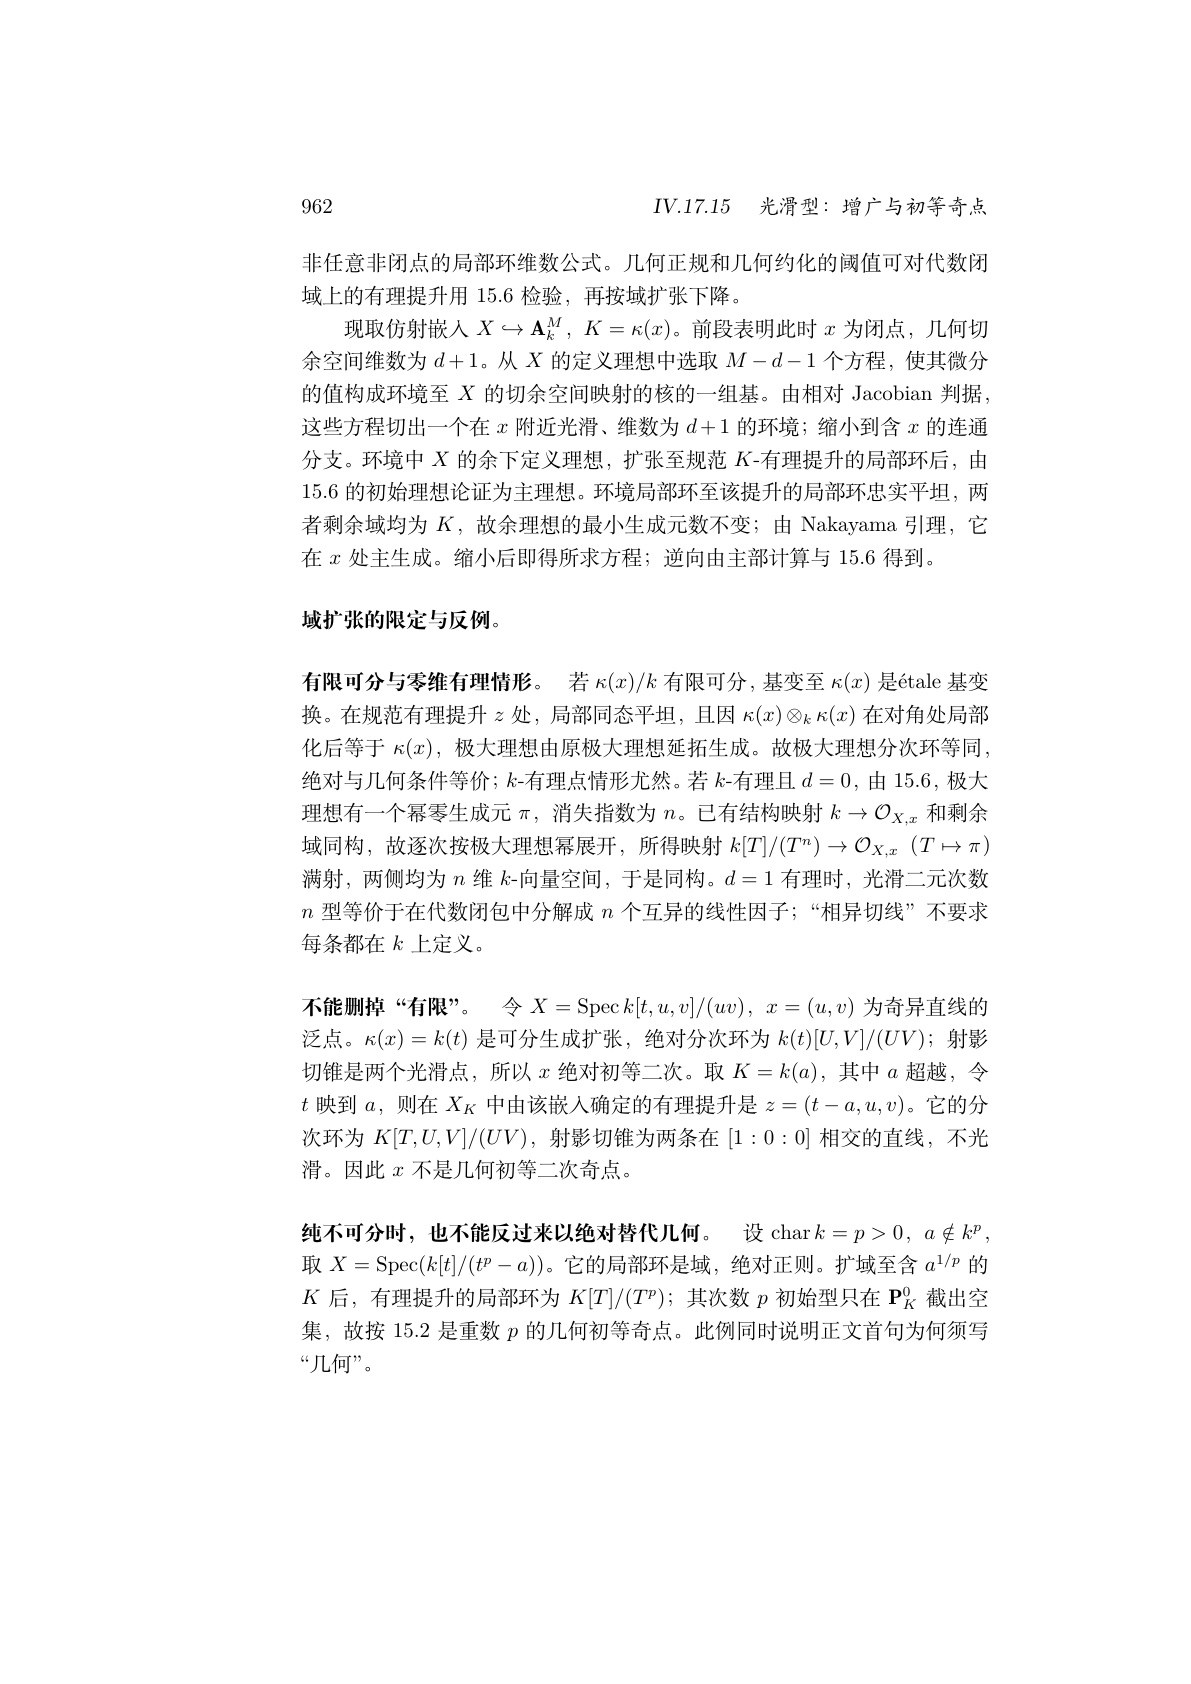 962 IV.17.15 光滑型：增广与初等奇点
非任意非闭点的局部环维数公式。几何正规和几何约化的阈值可对代数闭
域上的有理提升用 15.6 检验，再按域扩张下降。
现取仿射嵌入 $X \hookrightarrow \mathbf{A}_k^M$，$K = \kappa(x)$。前段表明此时 $x$ 为闭点，几何切
余空间维数为 $d+1$。从 $X$ 的定义理想中选取 $M-d-1$ 个方程，使其微分
的值构成环境至 $X$ 的切余空间映射的核的一组基。由相对 Jacobian 判据，
这些方程切出一个在 $x$ 附近光滑、维数为 $d+1$ 的环境；缩小到含 $x$ 的连通
分支。环境中 $X$ 的余下定义理想，扩张至规范 $K$-有理提升的局部环后，由
15.6 的初始理想论证为主理想。环境局部环至该提升的局部环忠实平坦，两
者剩余域均为 $K$，故余理想的最小生成元数不变；由 Nakayama 引理，它
在 $x$ 处主生成。缩小后即得所求方程；逆向由主部计算与 15.6 得到。
域扩张的限定与反例。
有限可分与零维有理情形。 若 $\kappa(x)/k$ 有限可分，基变至 $\kappa(x)$ 是étale 基变
换。在规范有理提升 $z$ 处，局部同态平坦，且因 $\kappa(x) \otimes_k \kappa(x)$ 在对角处局部
化后等于 $\kappa(x)$，极大理想由原极大理想延拓生成。故极大理想分次环等同，
绝对与几何条件等价；$k$-有理点情形尤然。若 $k$-有理且 $d = 0$，由 15.6，极大
理想有一个幂零生成元 $\pi$，消失指数为 $n$。已有结构映射 $k \to \mathcal{O}_{X,x}$ 和剩余
域同构，故逐次按极大理想幂展开，所得映射 $k[T]/(T^n) \to \mathcal{O}_{X,x}$（$T \mapsto \pi$）
满射，两侧均为 $n$ 维 $k$-向量空间，于是同构。$d = 1$ 有理时，光滑二元次数
$n$ 型等价于在代数闭包中分解成 $n$ 个互异的线性因子；“相异切线”不要求
每条都在 $k$ 上定义。
不能删掉“有限”。 令 $X = \operatorname{Spec} k[t,u,v]/(uv)$，$x = (u,v)$ 为奇异直线的
泛点。$\kappa(x) = k(t)$ 是可分生成扩张，绝对分次环为 $k(t)[U,V]/(UV)$；射影
切锥是两个光滑点，所以 $x$ 绝对初等二次。取 $K = k(a)$，其中 $a$ 超越，令
$t$ 映到 $a$，则在 $X_K$ 中由该嵌入确定的有理提升是 $z = (t-a,u,v)$。它的分
次环为 $K[T,U,V]/(UV)$，射影切锥为两条在 $[1:0:0]$ 相交的直线，不光
滑。因此 $x$ 不是几何初等二次奇点。
纯不可分时，也不能反过来以绝对替代几何。 设 $\operatorname{char} k = p > 0$，$a \notin k^p$，
取 $X = \operatorname{Spec}(k[t]/(t^p - a))$。它的局部环是域，绝对正则。扩域至含 $a^{1/p}$ 的
$K$ 后，有理提升的局部环为 $K[T]/(T^p)$；其次数 $p$ 初始型只在 $\mathbf{P}_K^0$ 截出空
集，故按 15.2 是重数 $p$ 的几何初等奇点。此例同时说明正文首句为何须写
“几何”。